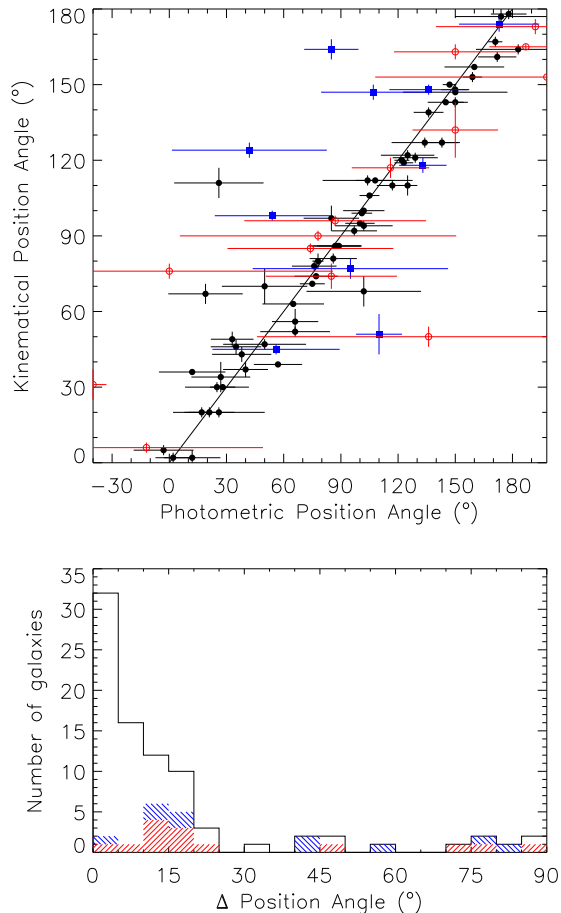 180
150
120
90
60
30
0
Kinematical Position Angle (°)
−30 0 30 60 90 120 150 180
Photometric Position Angle (°)
35
30
25
20
15
10
5
0
Number of galaxies
0 15 30 45 60 75 90
Δ Position Angle (°)